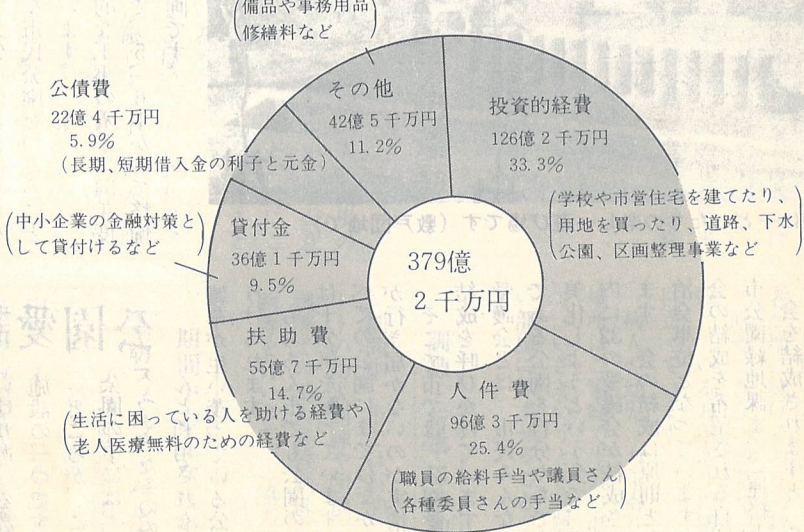 備品や事務用品
修繕料など
その他
42億5千万円
11.2%
投資的経費
126億2千万円
33.3%
(学校や市営住宅を建てたり、
用地を買ったり、道路、下水
公園、区画整理事業など)
公債費
22億4千万円
5.9%
(長期、短期借入金の利子と元金)
(中小企業の金融対策と
して貸付けるなど)
貸付金
36億1千万円
9.5%
379億
2千万円
扶助費
55億7千万円
14.7%
(生活に困っている人を助ける経費や
老人医療無料のための経費など)
人件費
96億3千万円
25.4%
(職員の給料手当や議員さん
各種委員さんの手当など)